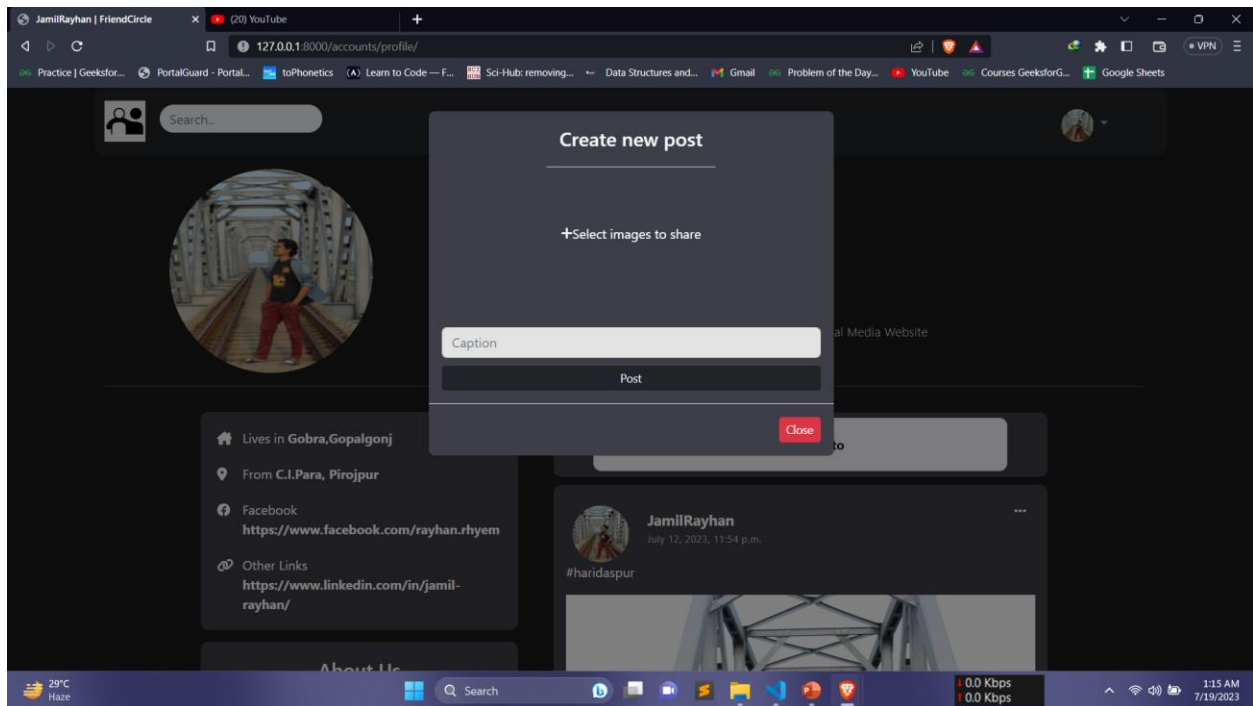 JamilRayhan | FriendCircle
(20) YouTube
127.0.0.1:8000/accounts/profile/
VPN
Practice | Geeksfor...
PortalGuard - Portal...
toPhonetics
Learn to Code — F...
Sci-Hub: removing...
Data Structures and...
Gmail
Problem of the Day...
YouTube
Courses GeeksforG...
Google Sheets
Search..
Create new post
+Select images to share
al Media Website
Caption
Post
Close
to
Lives in Gobra,Gopalgonj
From C.I.Para, Pirojpur
Facebook
https://www.facebook.com/rayhan.rhyem
Other Links
https://www.linkedin.com/in/jamil-
rayhan/
About Us
JamilRayhan
July 12, 2023, 11:54 p.m.
#haridaspur
29°C
Haze
Search
0.0 Kbps
0.0 Kbps
1:15 AM
7/19/2023